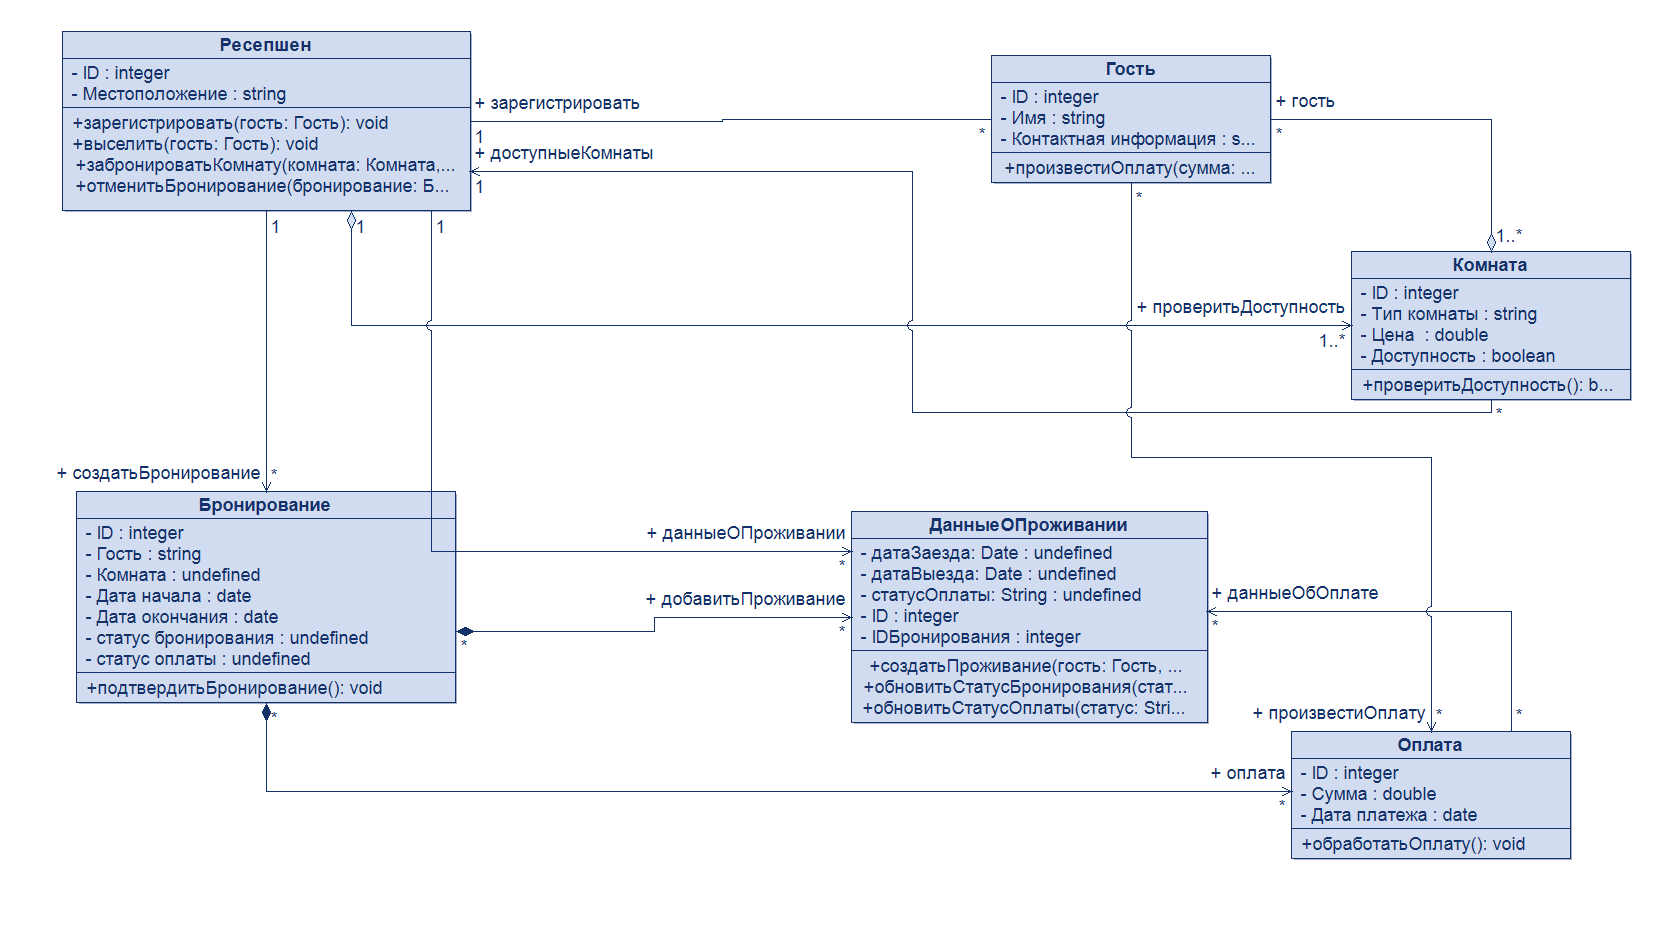 Ресепшен
- ID : integer
- Местоположение : string
+зарегистрировать(гость: Гость): void
+выселить(гость: Гость): void
+забронироватьКомнату(комната: Комната,...
+отменитьБронирование(бронирование: Б...
+ зарегистрировать
1
*
+ доступныеКомнаты
1
Гость
- ID : integer
- Имя : string
- Контактная информация : s...
+произвестиОплату(сумма: ...
+ гость
*
*
1
1
1
1..*
Комната
- ID : integer
- Тип комнаты : string
- Цена  : double
- Доступность : boolean
+проверитьДоступность(): b...
+ проверитьДоступность
1..*
*
+ создатьБронирование
*
Бронирование
- ID : integer
- Гость : string
- Комната : undefined
- Дата начала : date
- Дата окончания : date
- статус бронирования : undefined
- статус оплаты : undefined
+подтвердитьБронирование(): void
*
*
+ данныеОПроживании
*
+ добавитьПроживание
*
ДанныеОПроживании
- датаЗаезда: Date : undefined
- датаВыезда: Date : undefined
- статусОплаты: String : undefined
- ID : integer
- IDБронирования : integer
+создатьПроживание(гость: Гость, ...
+обновитьСтатусБронирования(стат...
+обновитьСтатусОплаты(статус: Stri...
+ данныеОбОплате
*
+ произвестиОплату
*
*
Оплата
- ID : integer
- Сумма : double
- Дата платежа : date
+обработатьОплату(): void
+ оплата
*